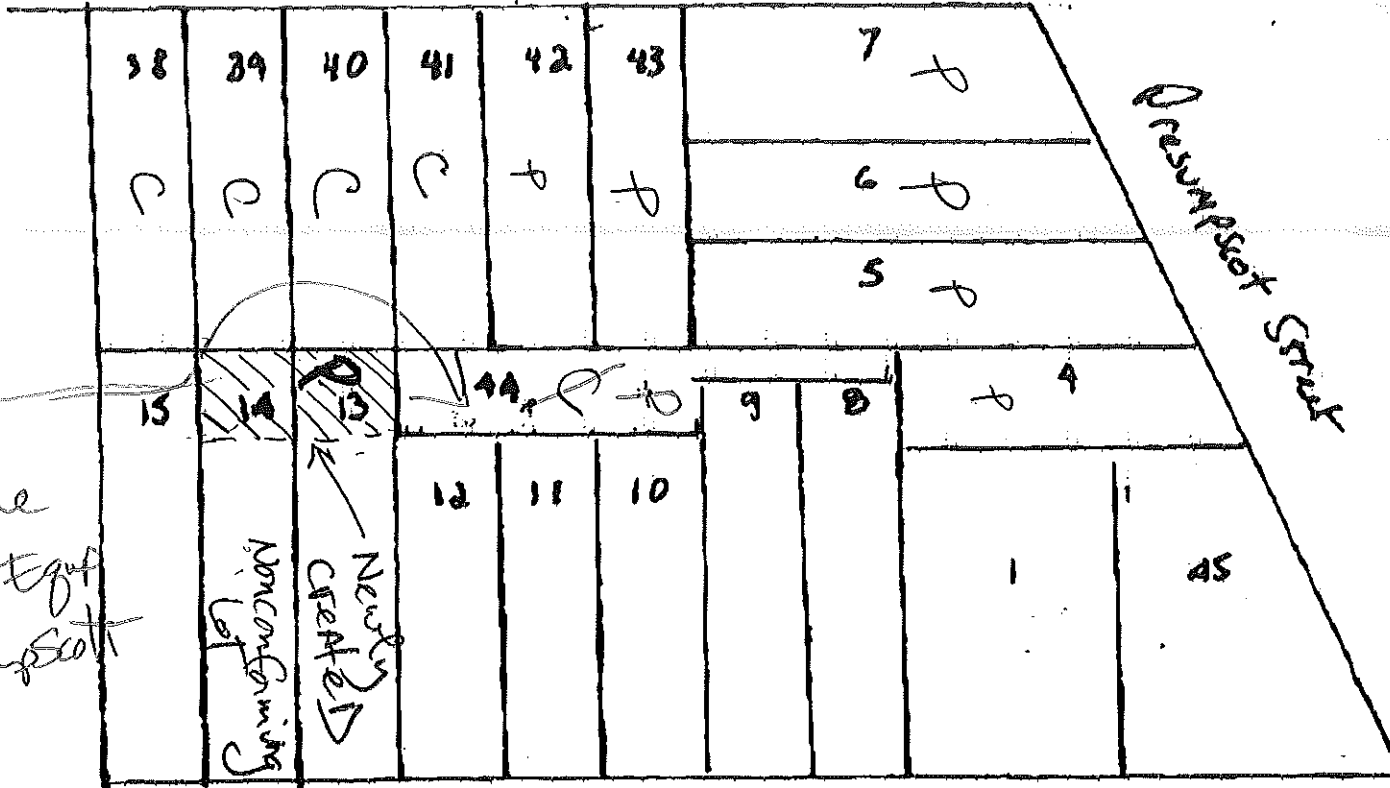 38 39 40 41 42 43
7
P
C C C C P P
6 P
5
P
Presumpscot Street
15 14 13
P
44 C P
9 8
P 4
12 11 10
1
45
Newly
Created
Nonconforming
Lot